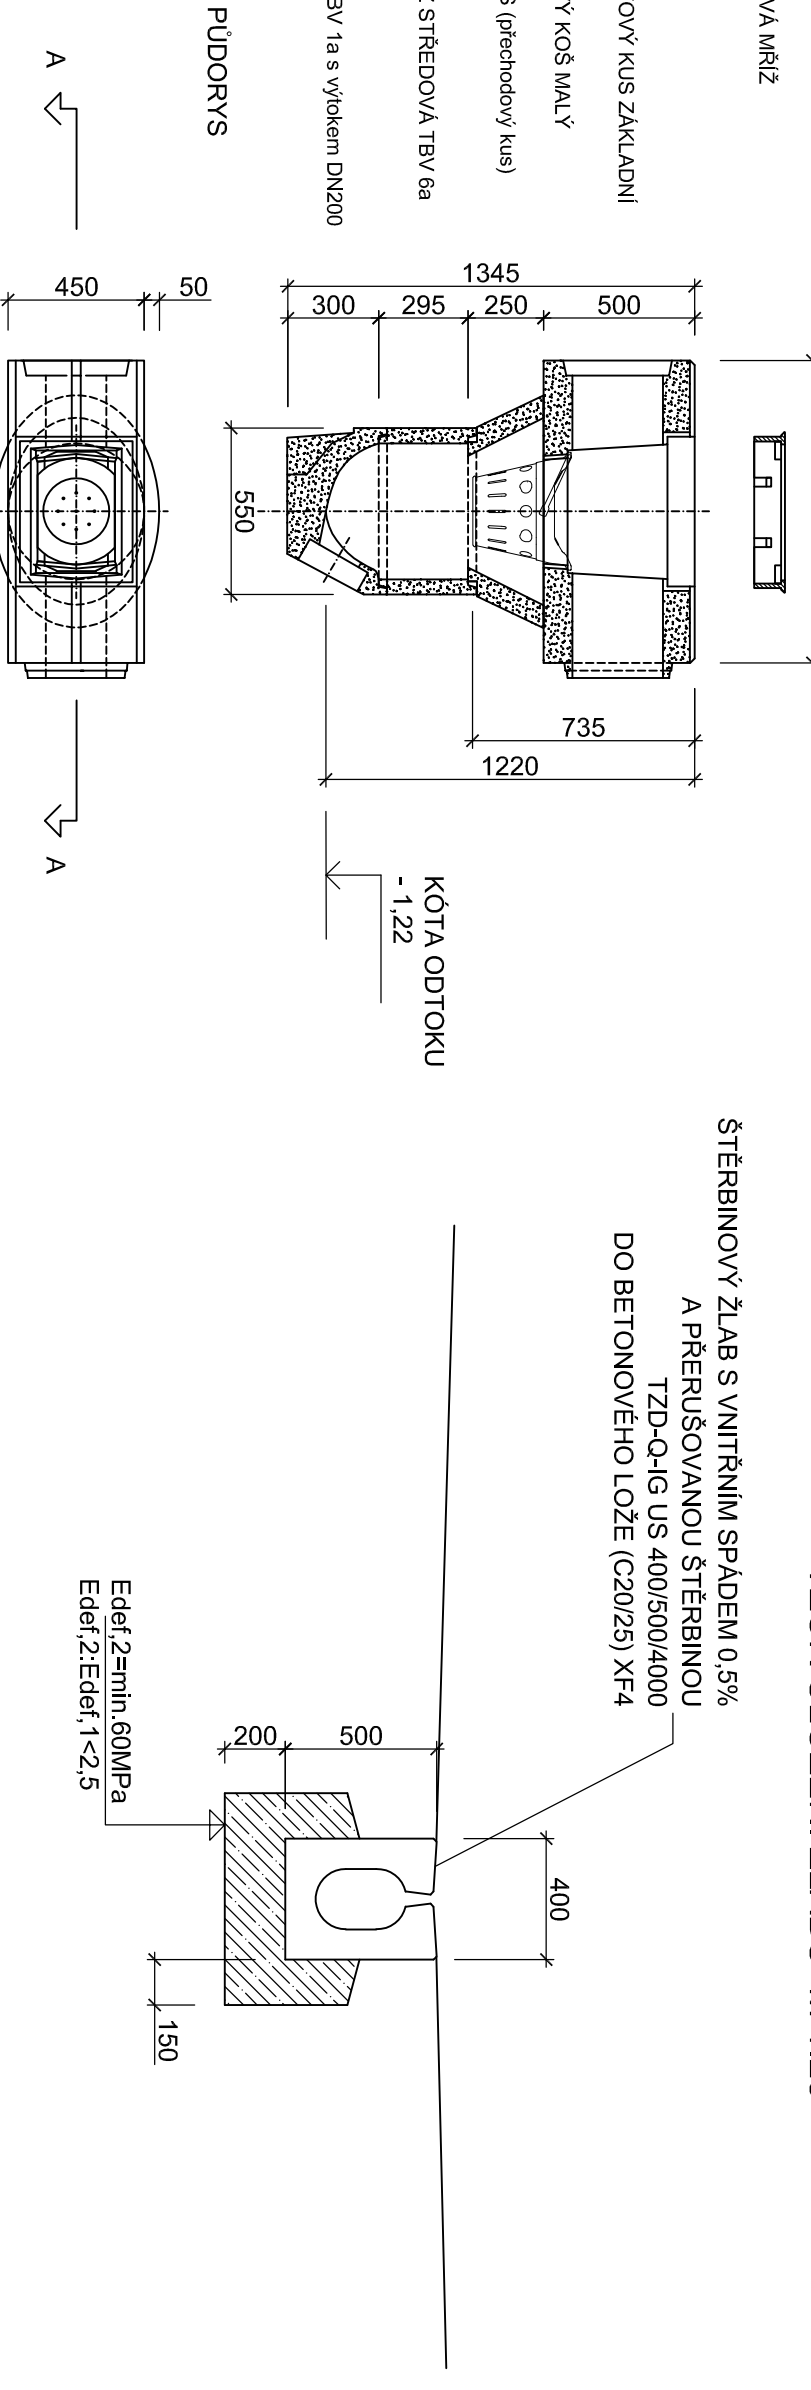 VÁ MŘÍŽ
TOVÝ KUS ZÁKLADNÍ
Ý KOŠ MALÝ
S (přechodový kus)
STŘEDOVÁ TBV 6a
BV 1a s výtokem DN200
1345
300
295
250
500
550
735
1220
KÓTA ODTOKU
- 1,22
PŮDORYS
A
A
450
50
ŠTĚRBINOVÝ ŽLAB S VNITŘNÍM SPÁDEM 0,5%
A PŘERUŠOVANOU ŠTĚRBINOU
TZD-Q-IG US 400/500/4000
DO BETONOVÉHO LOŽE (C20/25) XF4
400
500
200
150
Edef,2=min.60MPa
Edef,2:Edef,1<2,5